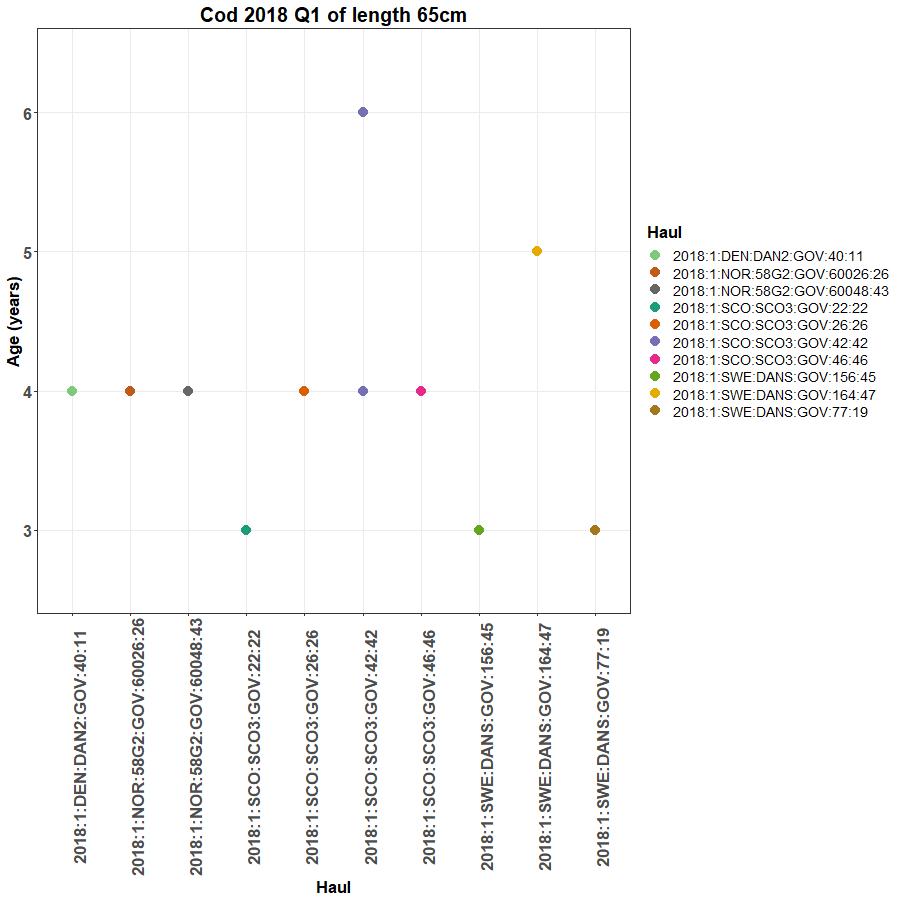 Cod 2018 Q1 of length 65cm
Age (years)
6
5
4
3
2018:1:DEN:DAN2:GOV:40:11
2018:1:NOR:58G2:GOV:60026:26
2018:1:NOR:58G2:GOV:60048:43
2018:1:SCO:SCO3:GOV:22:22
2018:1:SCO:SCO3:GOV:26:26
2018:1:SCO:SCO3:GOV:42:42
2018:1:SCO:SCO3:GOV:46:46
2018:1:SWE:DANS:GOV:156:45
2018:1:SWE:DANS:GOV:164:47
2018:1:SWE:DANS:GOV:77:19
Haul
Haul
2018:1:DEN:DAN2:GOV:40:11
2018:1:NOR:58G2:GOV:60026:26
2018:1:NOR:58G2:GOV:60048:43
2018:1:SCO:SCO3:GOV:22:22
2018:1:SCO:SCO3:GOV:26:26
2018:1:SCO:SCO3:GOV:42:42
2018:1:SCO:SCO3:GOV:46:46
2018:1:SWE:DANS:GOV:156:45
2018:1:SWE:DANS:GOV:164:47
2018:1:SWE:DANS:GOV:77:19